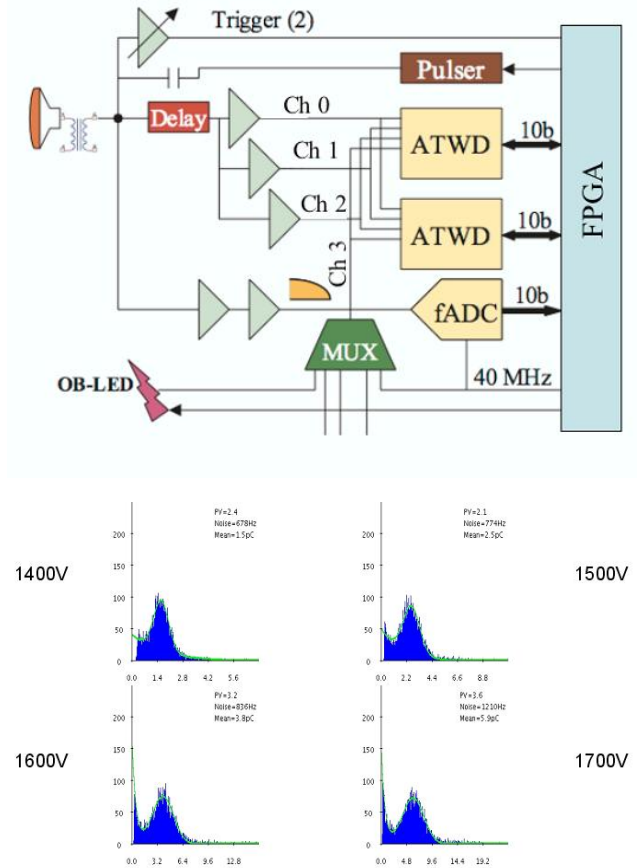 Trigger (2)
Pulser
Delay
Ch 0
Ch 1
Ch 2
Ch 3
ATWD
10b
ATWD
10b
fADC
10b
FPGA
MUX
OB-LED
40 MHz
1400V
PV=2.4
Noise=678Hz
Mean=1.5pC
200
150
100
50
0
0.0 1.4 2.8 4.2 5.6
1500V
PV=2.1
Noise=774Hz
Mean=2.5pC
200
150
100
50
0
0.0 2.2 4.4 6.6 8.8
1600V
PV=3.2
Noise=836Hz
Mean=3.8pC
200
150
100
50
0
0.0 3.2 6.4 9.6 12.8
1700V
PV=3.6
Noise=1210Hz
Mean=5.9pC
200
150
100
50
0
0.0 4.8 9.6 14.4 19.2